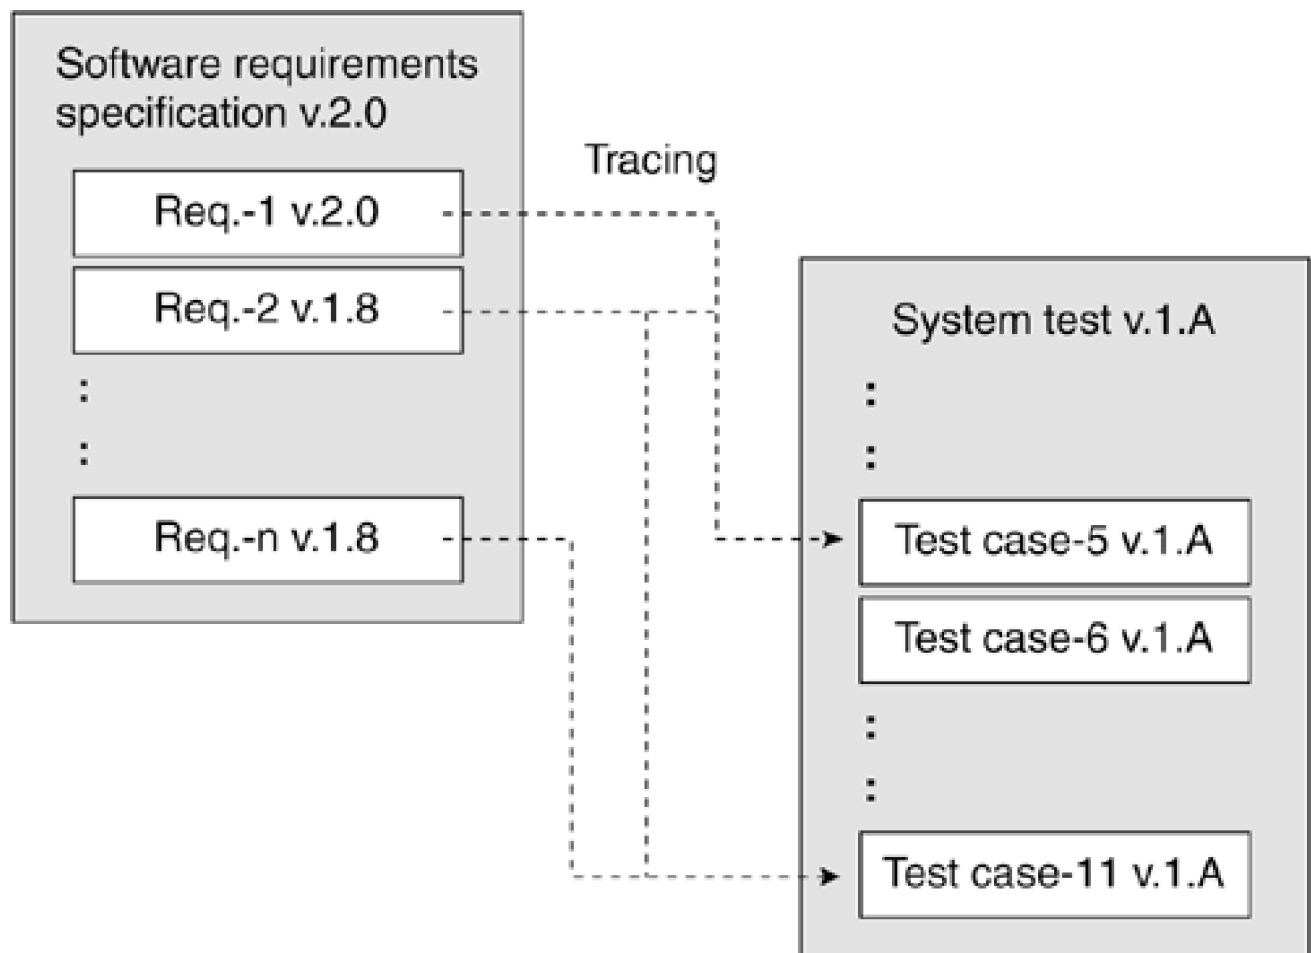 Software requirements
specification v.2.0
Req.-1 v.2.0
Req.-2 v.1.8
:
:
Req.-n v.1.8
Tracing
System test v.1.A
:
:
Test case-5 v.1.A
Test case-6 v.1.A
:
:
Test case-11 v.1.A